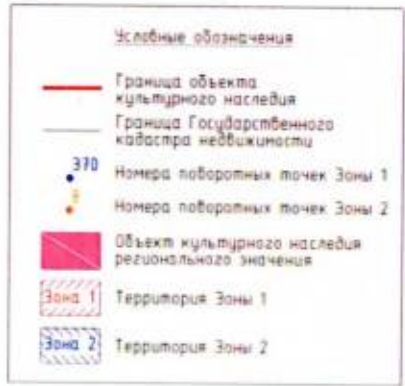 Условные обозначения
Граница объекта
культурного наследия
Граница Государственного
кадастра недвижимости
370
Номера поворотных точек Зоны 1
Номера поворотных точек Зоны 2
Объект культурного наследия
регионального значения
Зона 1
Территория Зоны 1
Зона 2
Территория Зоны 2